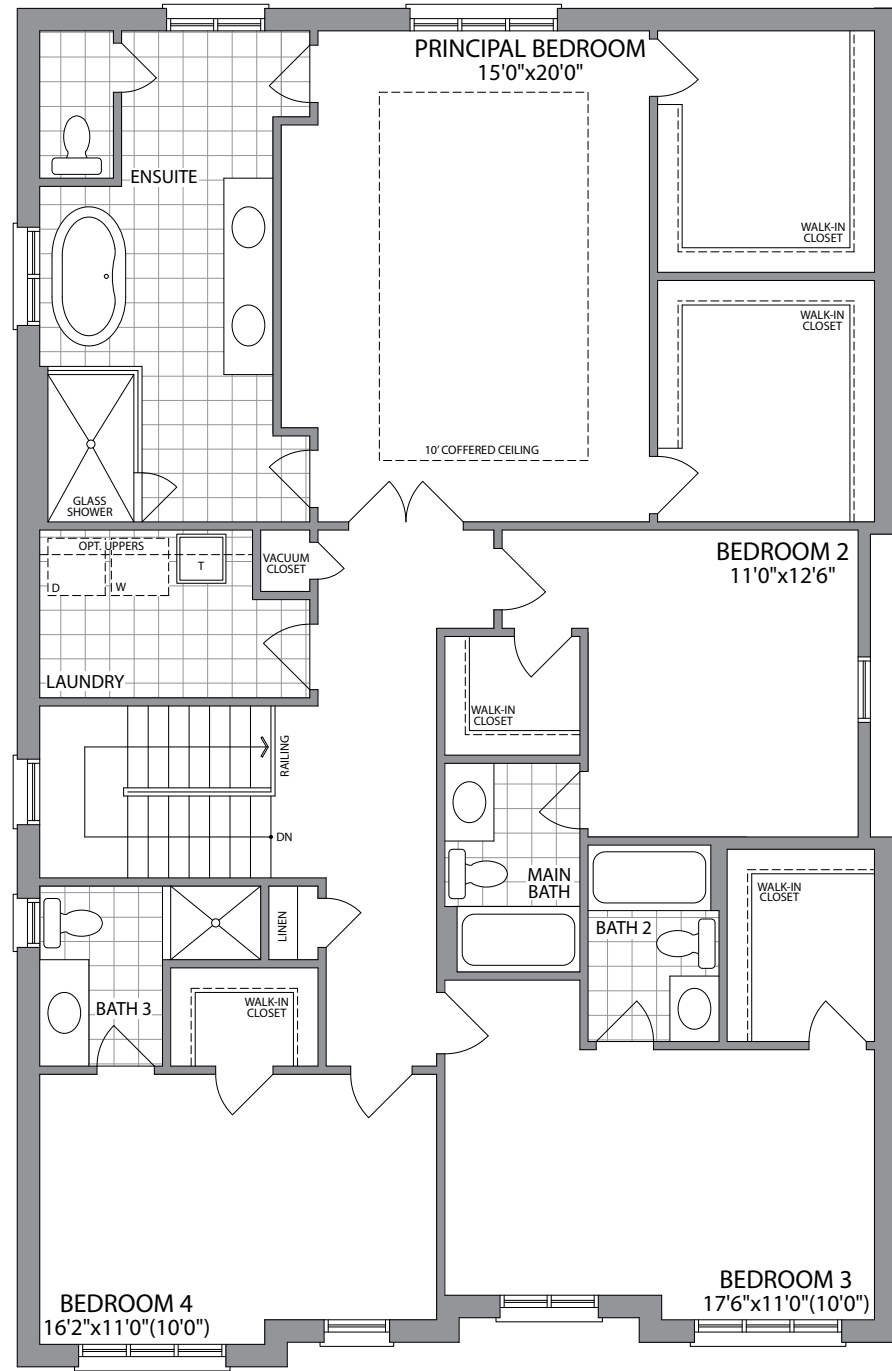 PRINCIPAL BEDROOM
15'0"x20'0"
ENSUITE
WALK-IN
CLOSET
WALK-IN
CLOSET
10' COFFERED CEILING
GLASS
SHOWER
OPT. UPPERS
D
W
T
VACUUM
CLOSET
BEDROOM 2
11'0"x12'6"
LAUNDRY
WALK-IN
CLOSET
RAILING
DN
MAIN
BATH
WALK-IN
CLOSET
LINEN
BATH 2
BATH 3
WALK-IN
CLOSET
BEDROOM 4
16'2"x11'0"(10'0")
BEDROOM 3
17'6"x11'0"(10'0")